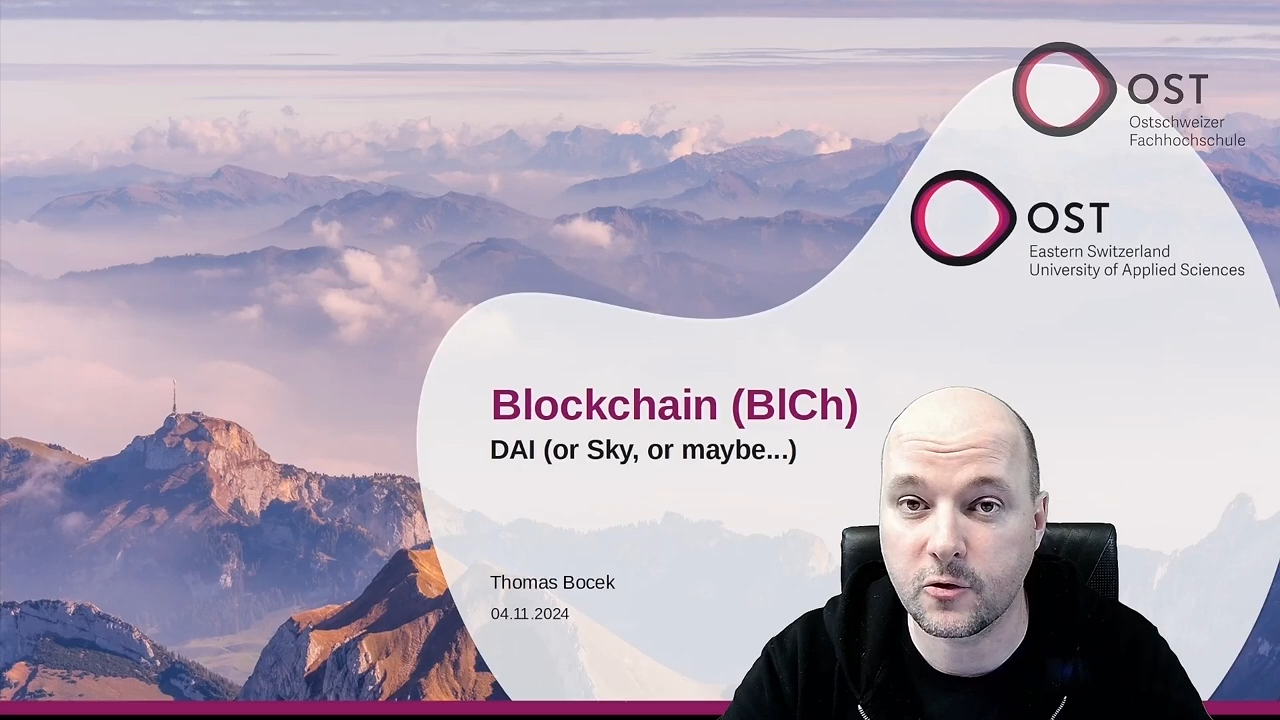 OST
Ostschweizer
Fachhochschule
OST
Eastern Switzerland
University of Applied Sciences
Blockchain (BlCh)
DAI (or Sky, or maybe...)
Thomas Bocek
04.11.2024